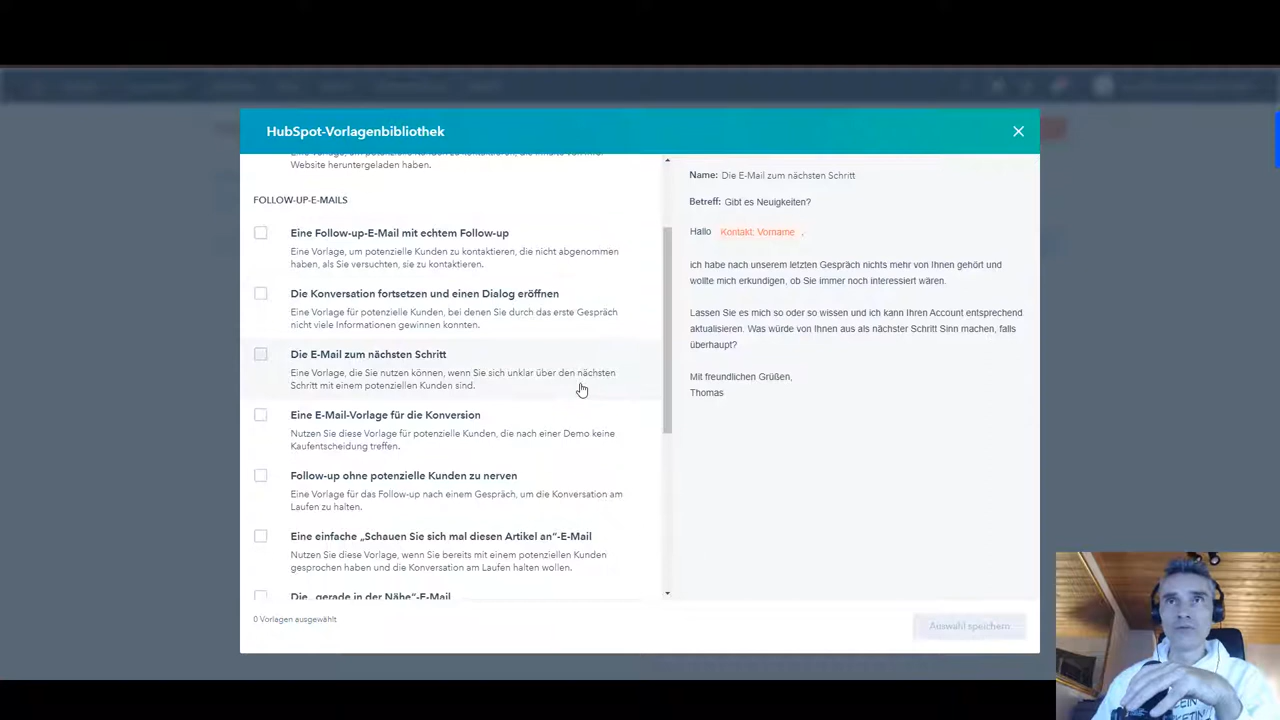 HubSpot-Vorlagenbibliothek
Website heruntergeladen haben.
FOLLOW-UP-E-MAILS
Eine Follow-up-E-Mail mit echtem Follow-up
Eine Vorlage, um potenzielle Kunden zu kontaktieren, die nicht abgenommen
haben, als Sie versuchten, sie zu kontaktieren.
Die Konversation fortsetzen und einen Dialog eröffnen
Eine Vorlage für potenzielle Kunden, bei denen Sie durch das erste Gespräch
nicht viele Informationen gewinnen konnten.
Die E-Mail zum nächsten Schritt
Eine Vorlage, die Sie nutzen können, wenn Sie sich unklar über den nächsten
Schritt mit einem potenziellen Kunden sind.
Eine E-Mail-Vorlage für die Konversion
Nutzen Sie diese Vorlage für potenzielle Kunden, die nach einer Demo keine
Kaufentscheidung treffen.
Follow-up ohne potenzielle Kunden zu nerven
Eine Vorlage für das Follow-up nach einem Gespräch, um die Konversation am
Laufen zu halten.
Eine einfache „Schauen Sie sich mal diesen Artikel an“-E-Mail
Nutzen Sie diese Vorlage, wenn Sie bereits mit einem potenziellen Kunden
gesprochen haben und die Konversation am Laufen halten wollen.
Die „gerade in der Nähe“-E-Mail
Name: Die E-Mail zum nächsten Schritt
Betreff: Gibt es Neuigkeiten?
Hallo Kontakt: Vorname ,
ich habe nach unserem letzten Gespräch nichts mehr von Ihnen gehört und
wollte mich erkundigen, ob Sie immer noch interessiert wären.
Lassen Sie es mich so oder so wissen und ich kann Ihren Account entsprechend
aktualisieren. Was würde von Ihnen aus als nächster Schritt Sinn machen, falls
überhaupt?
Mit freundlichen Grüßen,
Thomas
0 Vorlagen ausgewählt
Auswahl speichern